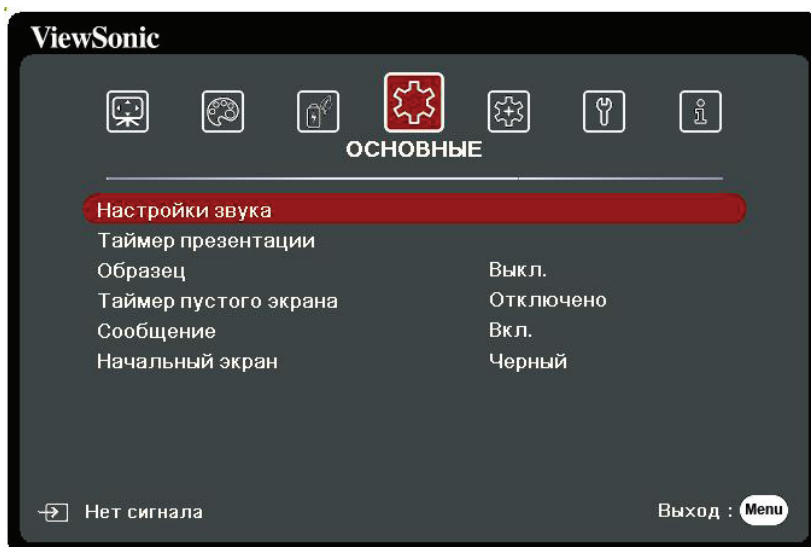 ViewSonic
ОСНОВНЫЕ
Настройки звука
Таймер презентации
Образец Выкл.
Таймер пустого экрана Отключено
Сообщение Вкл.
Начальный экран Черный
Нет сигнала Выход : Menu